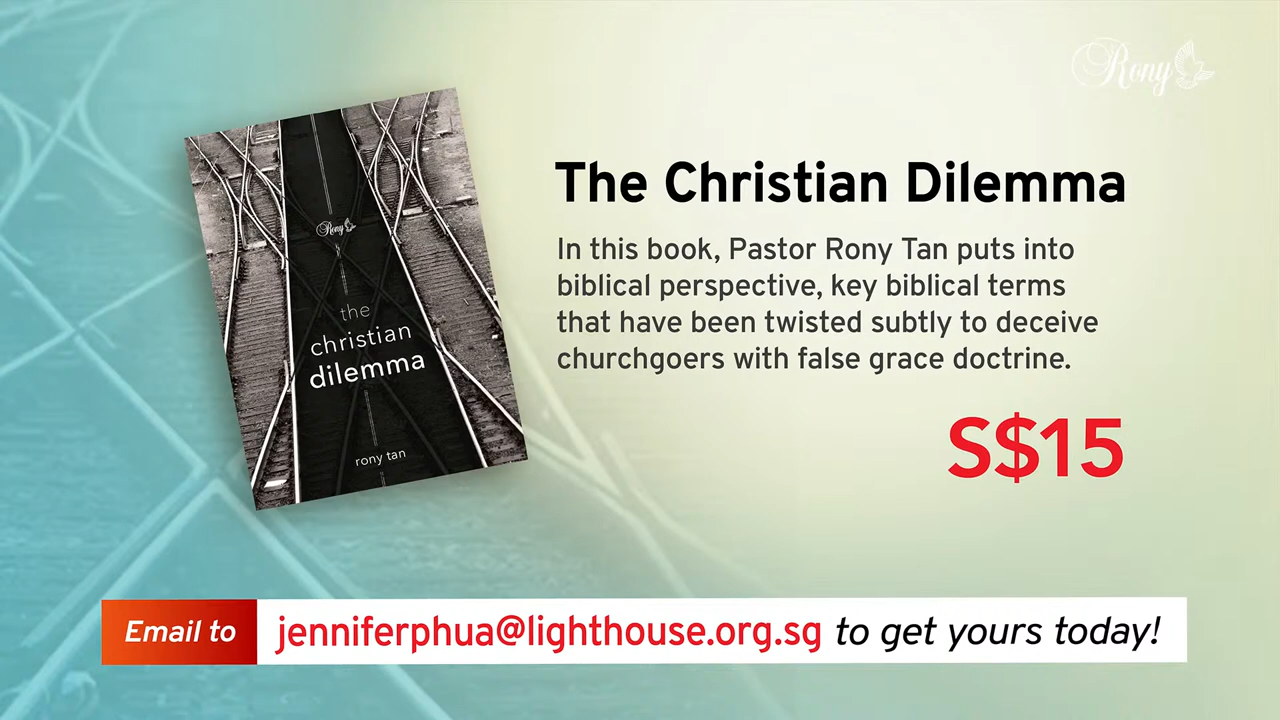 Rony
The Christian Dilemma
In this book, Pastor Rony Tan puts into
biblical perspective, key biblical terms
that have been twisted subtly to deceive
churchgoers with false grace doctrine.
S$15
Rony
the
christian
dilemma
rony tan
Email to jenniferphua@lighthouse.org.sg to get yours today!